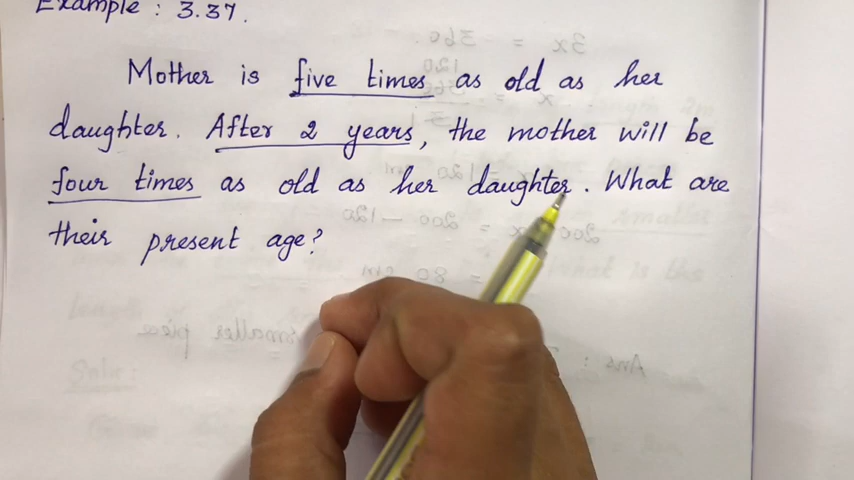 Example : 3.37.
Mother is five times as old as her
daughter. After 2 years, the mother will be
four times as old as her daughter. What are
their present age?